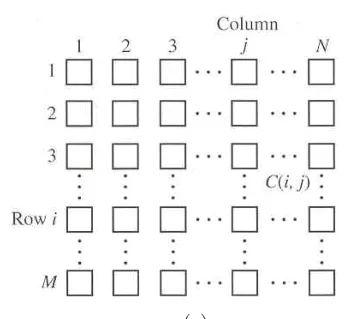 Column
1 2 3 j N
1 ... ...
2 ... ...
3 ... ...
C(i, j)
Row i ... ...
M ... ...